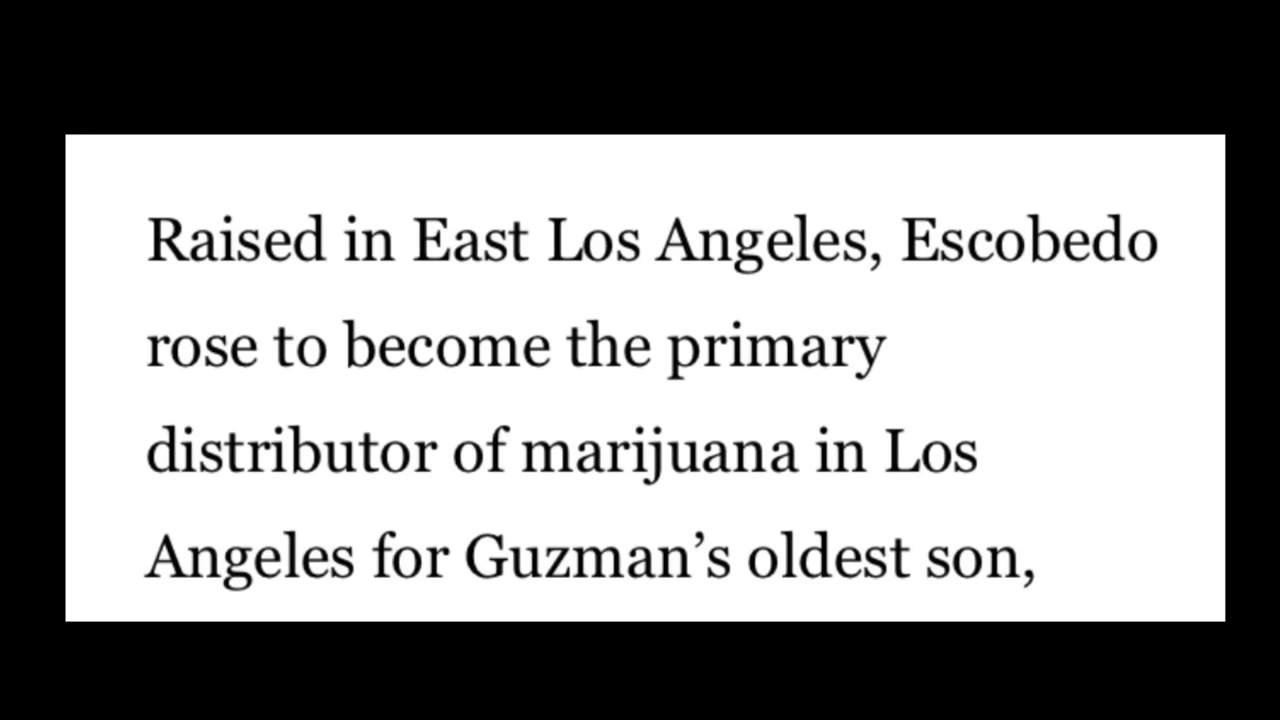 Raised in East Los Angeles, Escobedo
rose to become the primary
distributor of marijuana in Los
Angeles for Guzman’s oldest son,